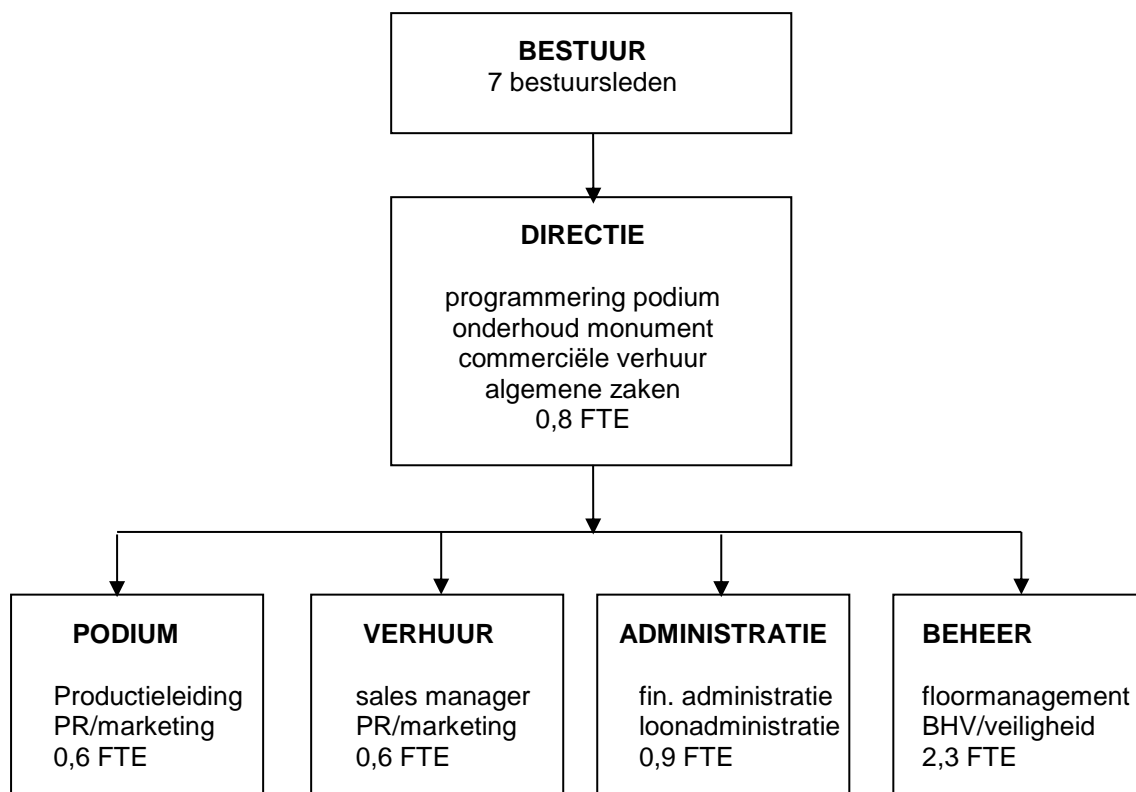 BESTUUR
7 bestuursleden
DIRECTIE
programmering podium
onderhoud monument
commerciële verhuur
algemene zaken
0,8 FTE
PODIUM
Productieleiding
PR/marketing
0,6 FTE
VERHUUR
sales manager
PR/marketing
0,6 FTE
ADMINISTRATIE
fin. administratie
loonadministratie
0,9 FTE
BEHEER
floormanagement
BHV/veiligheid
2,3 FTE